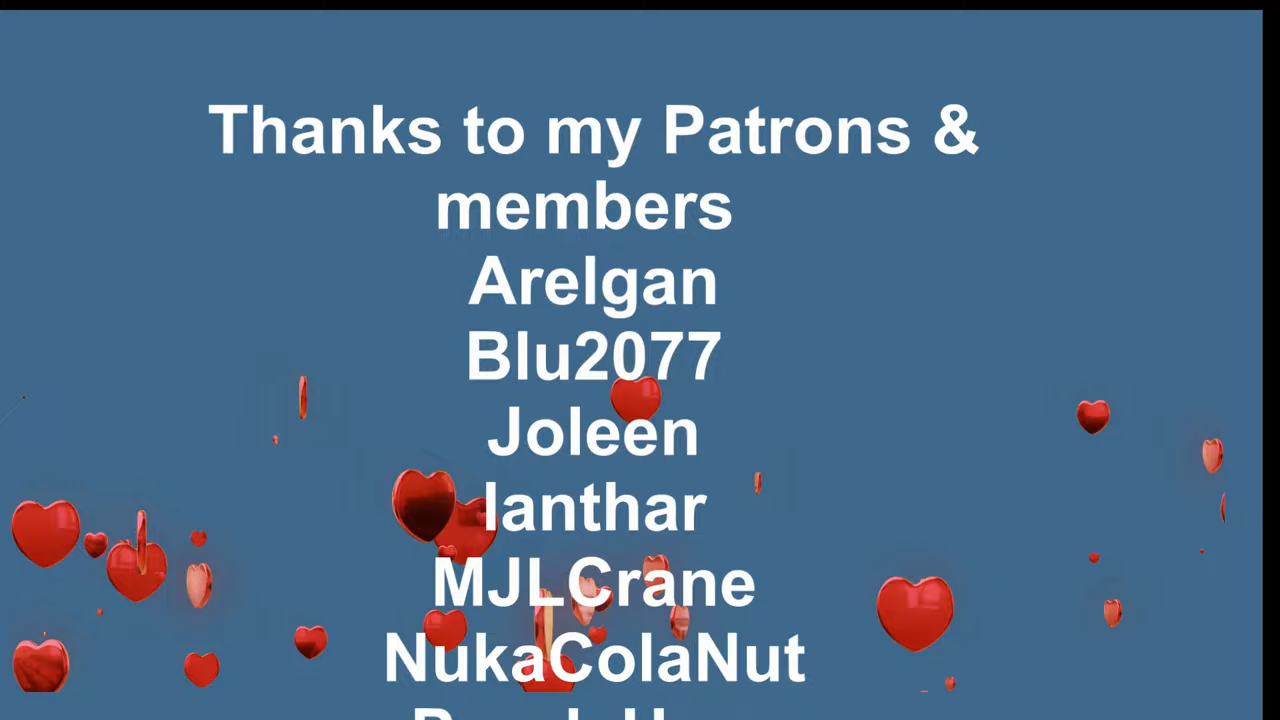 Thanks to my Patrons &
members
Arelgan
Blu2077
Joleen
Ianthar
MJLCrane
NukaColaNut